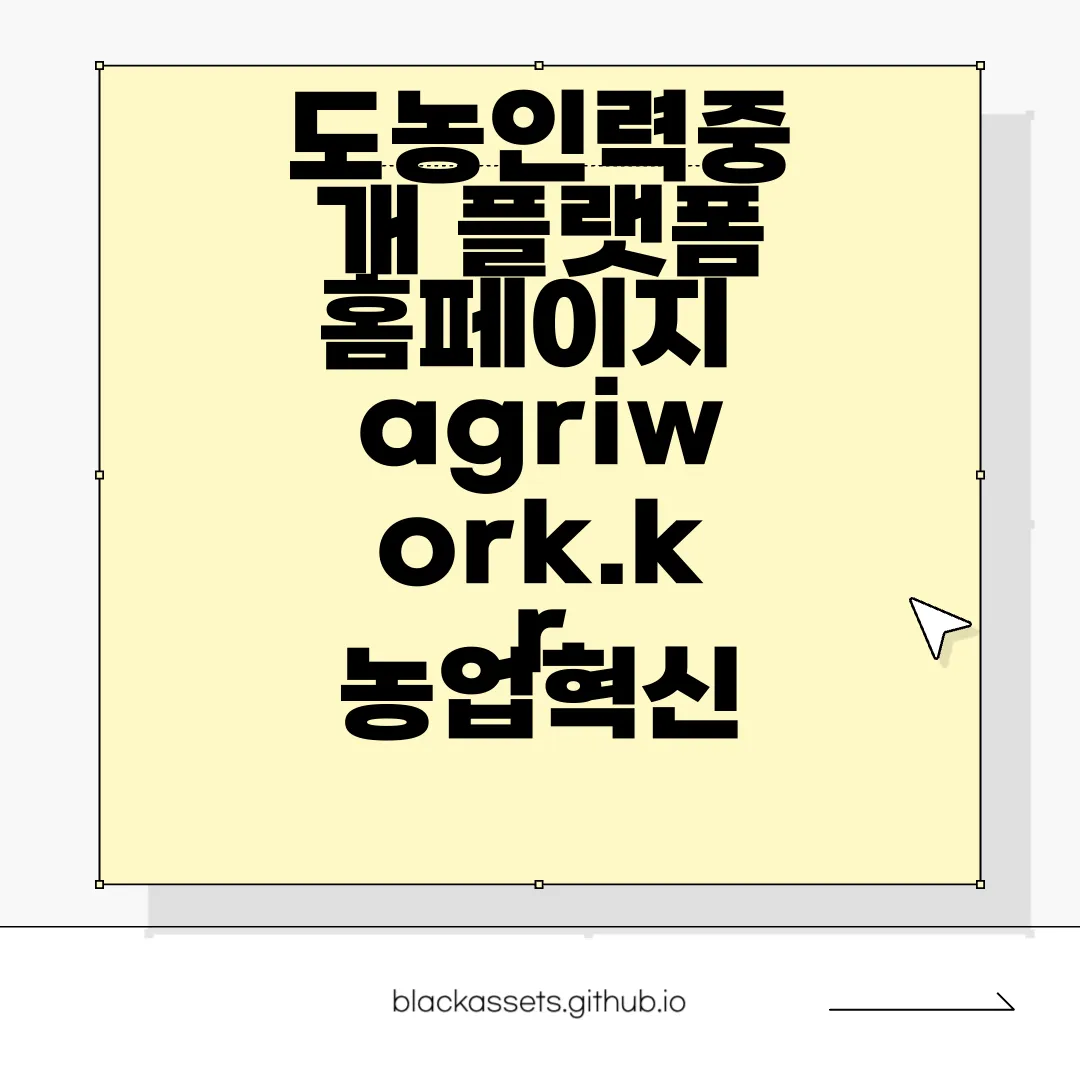 도농인력중
개 플랫폼
홈페이지
agriw
ork.k
r
농업혁신
blackassets.github.io